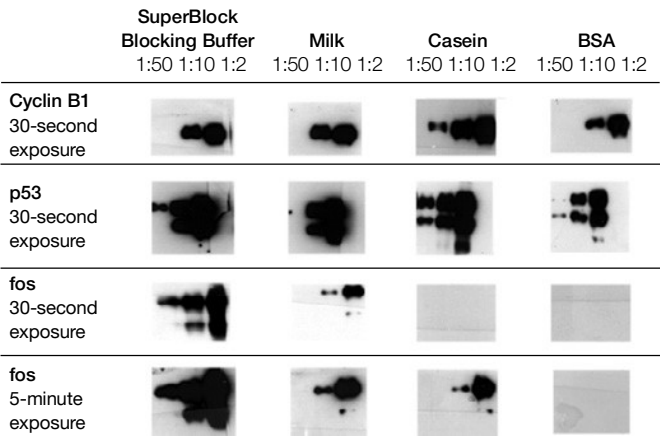 SuperBlock
Blocking Buffer Milk Casein BSA
1:50 1:10 1:2 1:50 1:10 1:2 1:50 1:10 1:2 1:50 1:10 1:2
Cyclin B1
30-second
exposure
p53
30-second
exposure
fos
30-second
exposure
fos
5-minute
exposure